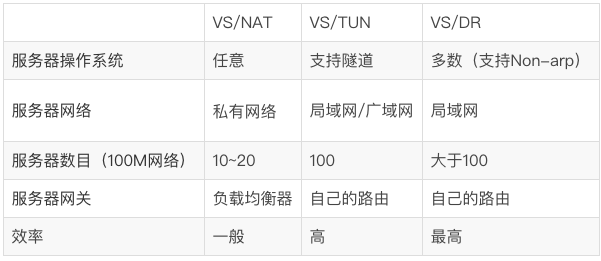 VS/NAT VS/TUN VS/DR
服务器操作系统 任意 支持隧道 多数（支持Non-arp）
服务器网络 私有网络 局域网/广域网 局域网
服务器数目（100M网络） 10~20 100 大于100
服务器网关 负载均衡器 自己的路由 自己的路由
效率 一般 高 最高